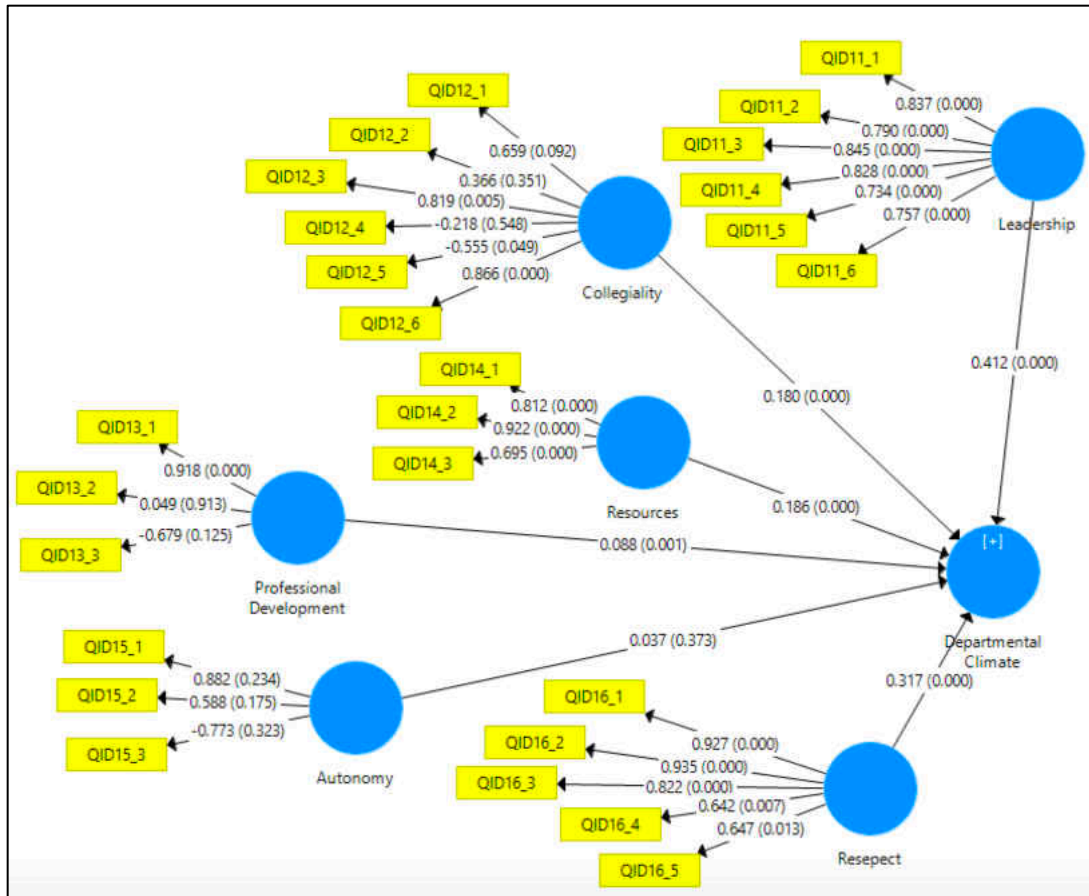 QID11_1
QID11_2
QID11_3
QID11_4
QID11_5
QID11_6
0.837 (0.000)
0.790 (0.000)
0.845 (0.000)
0.828 (0.000)
0.734 (0.000)
0.757 (0.000)
Leadership
0.412 (0.000)
QID12_1
QID12_2
QID12_3
QID12_4
QID12_5
QID12_6
0.659 (0.092)
0.366 (0.351)
0.819 (0.005)
-0.218 (0.548)
-0.555 (0.049)
0.866 (0.000)
Collegiality
0.180 (0.000)
QID14_1
QID14_2
QID14_3
0.812 (0.000)
0.922 (0.000)
0.695 (0.000)
Resources
0.186 (0.000)
QID13_1
QID13_2
QID13_3
0.918 (0.000)
0.049 (0.913)
-0.679 (0.125)
Professional
Development
0.088 (0.001)
[+]
Departmental
Climate
QID15_1
QID15_2
QID15_3
0.882 (0.234)
0.588 (0.175)
-0.773 (0.323)
Autonomy
0.037 (0.373)
QID16_1
QID16_2
QID16_3
QID16_4
QID16_5
0.927 (0.000)
0.935 (0.000)
0.822 (0.000)
0.642 (0.007)
0.647 (0.013)
Resepect
0.317 (0.000)